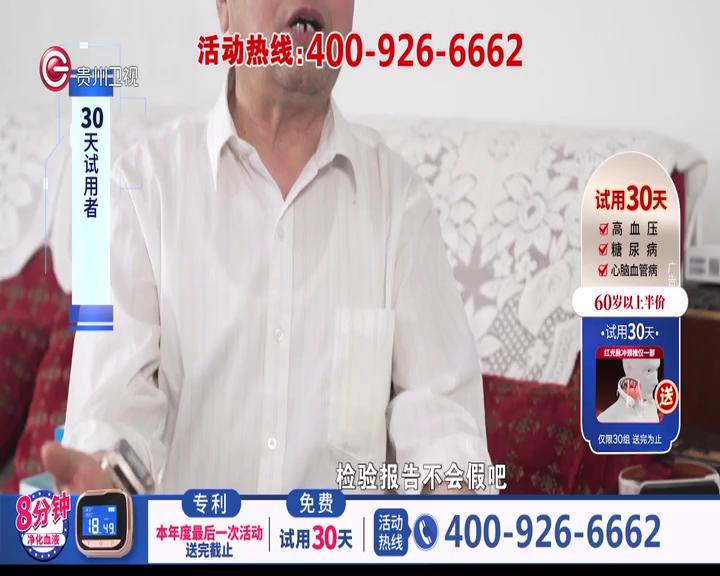 活动热线:400-926-6662
贵州卫视
30天试用者
试用30天
高血压
糖尿病
心脑血管病
广告
60岁以上半价
·试用30天·
红光脉冲颈椎仪一部
送
仅限30组 送完为止
检验报告不会假吧
8分钟
净化血液
18.49
专利
本年度最后一次活动
送完截止
免费
试用30天
活动
热线
400-926-6662